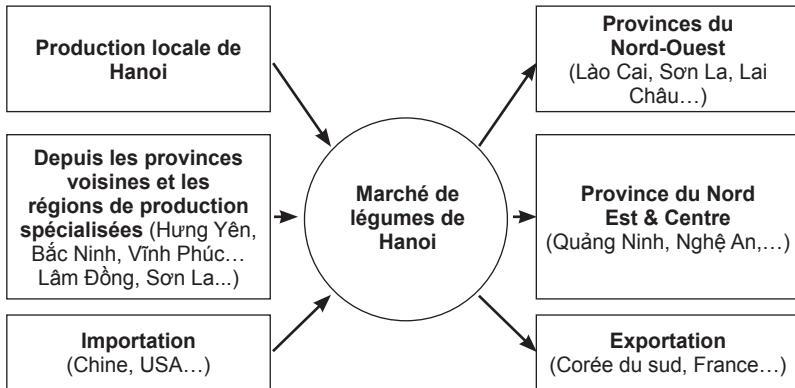 Production locale de
Hanoi
Depuis les provinces
voisines et les
régions de production
spécialisées (Hưng Yên,
Bắc Ninh, Vĩnh Phúc…
Lâm Đồng, Sơn La...)
Importation
(Chine, USA…)
Marché de
légumes de
Hanoi
Provinces du
Nord-Ouest
(Lào Cai, Sơn La, Lai
Châu…)
Province du Nord
Est & Centre
(Quảng Ninh, Nghệ An,…)
Exportation
(Corée du sud, France…)